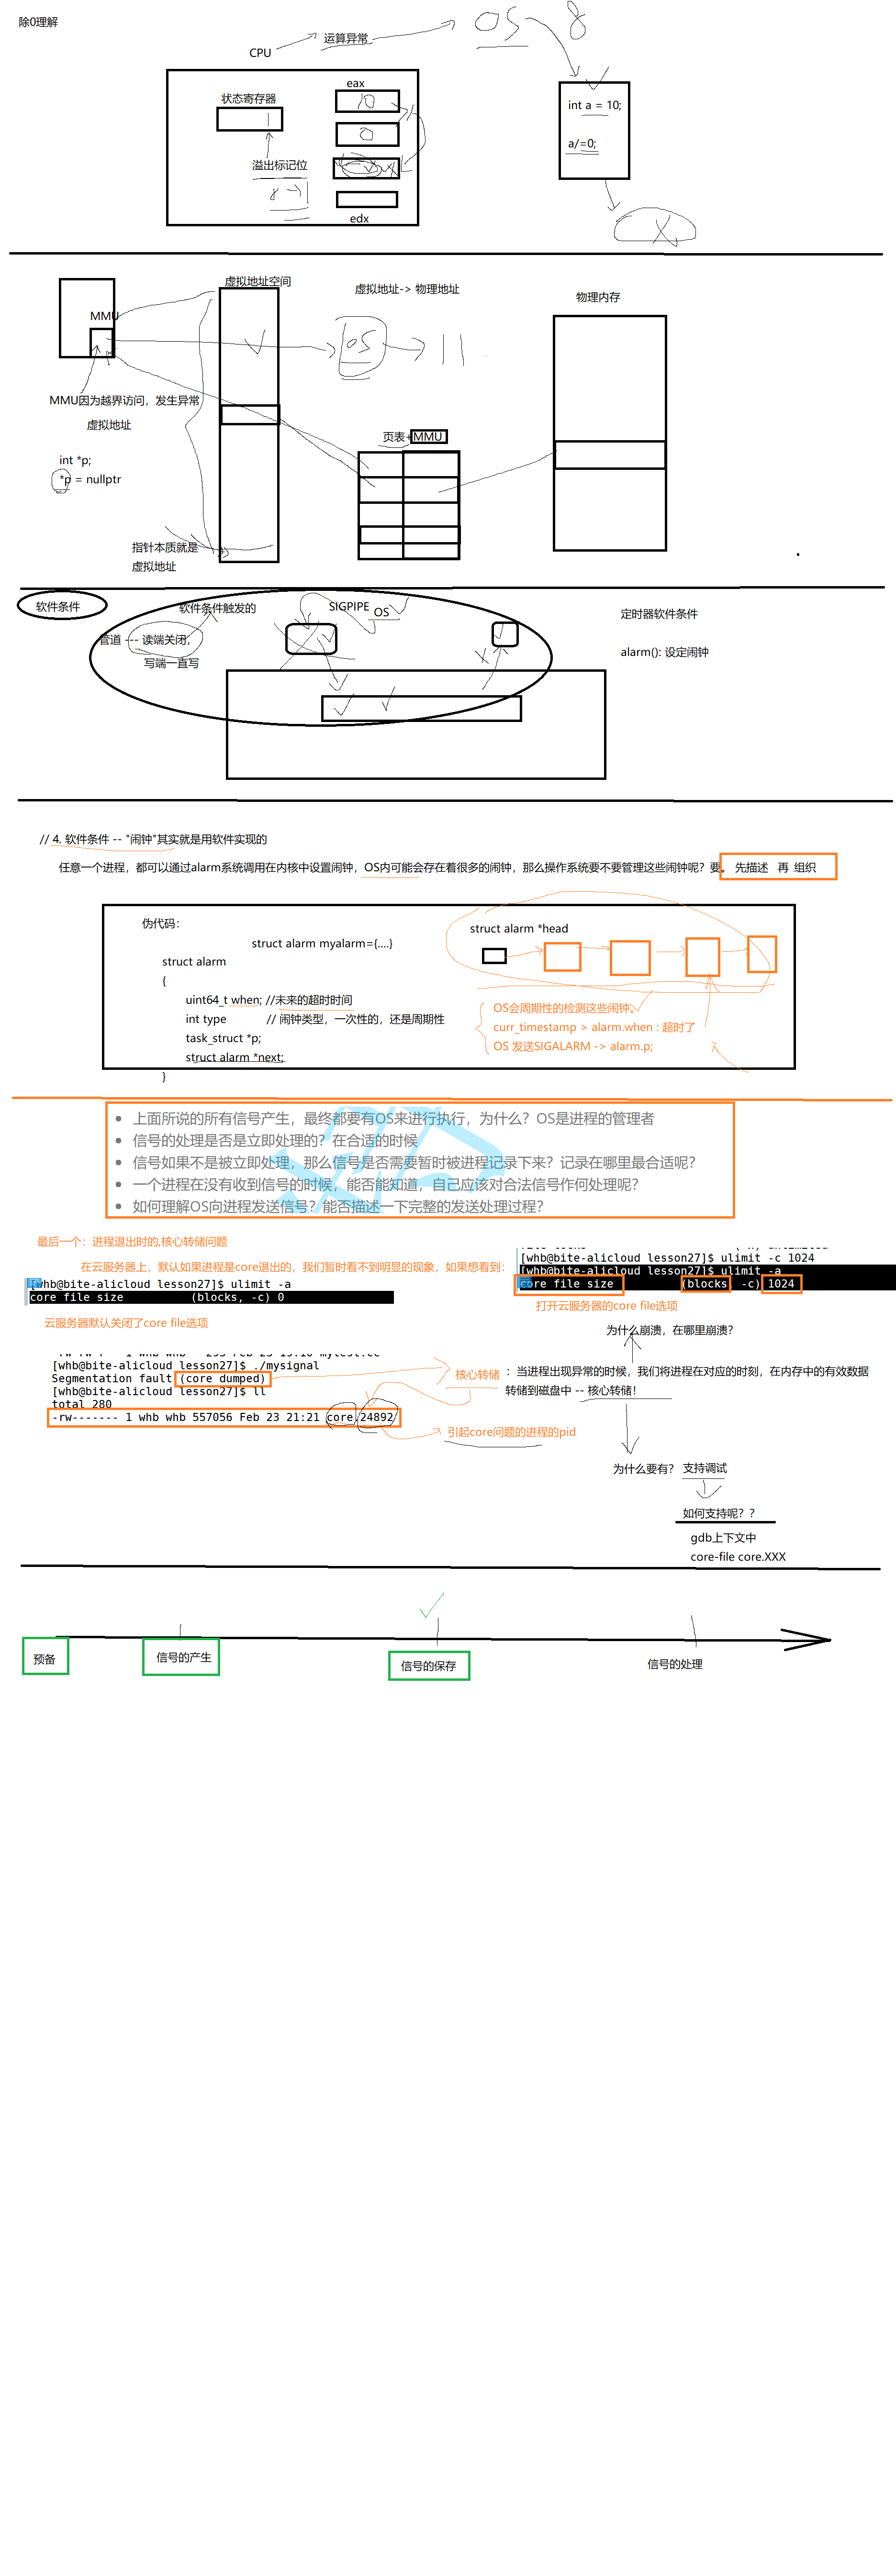 除0理解
CPU
运算异常
OS
8
状态寄存器
1
溢出标记位
0->1
eax
10
0
edx
int a = 10;
a/=0;
MMU
虚拟地址空间
虚拟地址-> 物理地址
物理内存
OS
11
MMU因为越界访问，发生异常
虚拟地址
int *p;
*p = nullptr
页表+MMU
指针本质就是
虚拟地址
软件条件
软件条件触发的
SIGPIPE
OS
管道 --- 读端关闭，
写端一直写
定时器软件条件
alarm(): 设定闹钟
// 4. 软件条件 -- "闹钟"其实就是用软件实现的
任意一个进程，都可以通过alarm系统调用在内核中设置闹钟，OS内可能会存在着很多的闹钟，那么操作系统要不要管理这些闹钟呢？要。 先描述 再 组织
伪代码：
struct alarm myalarm={....}
struct alarm
{
uint64_t when; //未来的超时时间
int type // 闹钟类型，一次性的，还是周期性
task_struct *p;
struct alarm *next;
}
struct alarm *head
OS会周期性的检测这些闹钟。
curr_timestamp > alarm.when : 超时了
OS 发送SIGALARM -> alarm.p;
• 上面所说的所有信号产生，最终都要有OS来进行执行，为什么？OS是进程的管理者
• 信号的处理是否是立即处理的？在合适的时候
• 信号如果不是被立即处理，那么信号是否需要暂时被进程记录下来？记录在哪里最合适呢？
• 一个进程在没有收到信号的时候，能否能知道，自己应该对合法信号作何处理呢？
• 如何理解OS向进程发送信号？能否描述一下完整的发送处理过程？
最后一个：进程退出时的,核心转储问题
在云服务器上，默认如果进程是core退出的，我们暂时看不到明显的现象，如果想看到：
[whb@bite-alicloud lesson27]$ ulimit -a
core file size (blocks, -c) 0
云服务器默认关闭了core file选项
[whb@bite-alicloud lesson27]$ ulimit -c 1024
[whb@bite-alicloud lesson27]$ ulimit -a
core file size (blocks, -c) 1024
打开云服务器的core file选项
为什么崩溃，在哪里崩溃？
[whb@bite-alicloud lesson27]$ ./mysignal
Segmentation fault (core dumped)
[whb@bite-alicloud lesson27]$ ll
total 280
-rw------- 1 whb whb 557056 Feb 23 21:21 core.24892
核心转储 ：当进程出现异常的时候，我们将进程在对应的时刻，在内存中的有效数据
转储到磁盘中 -- 核心转储！
引起core问题的进程的pid
为什么要有？ 支持调试
如何支持呢？？
gdb上下文中
core-file core.XXX
预备
信号的产生
信号的保存
信号的处理